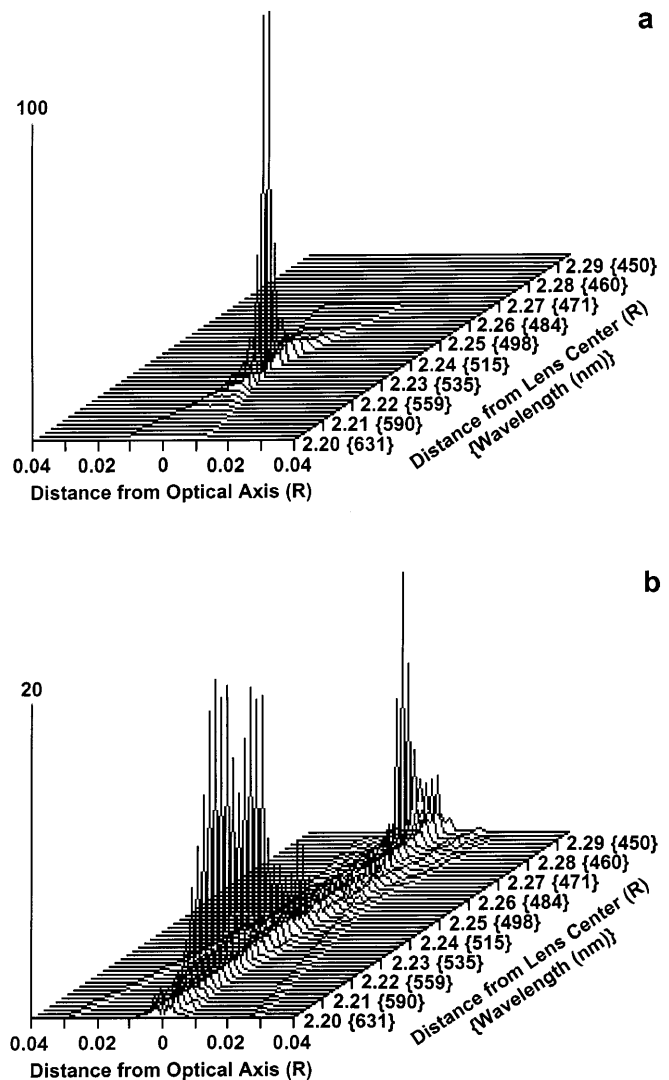 a
100
2.29 {450}
2.28 {460}
2.27 {471}
2.26 {484}
2.25 {498}
2.24 {515}
2.23 {535}
2.22 {559}
2.21 {590}
2.20 {631}
Distance from Lens Center (R)
{Wavelength (nm)}
0.04 0.02 0 0.02 0.04
Distance from Optical Axis (R)
b
20
2.29 {450}
2.28 {460}
2.27 {471}
2.26 {484}
2.25 {498}
2.24 {515}
2.23 {535}
2.22 {559}
2.21 {590}
2.20 {631}
Distance from Lens Center (R)
{Wavelength (nm)}
0.04 0.02 0 0.02 0.04
Distance from Optical Axis (R)